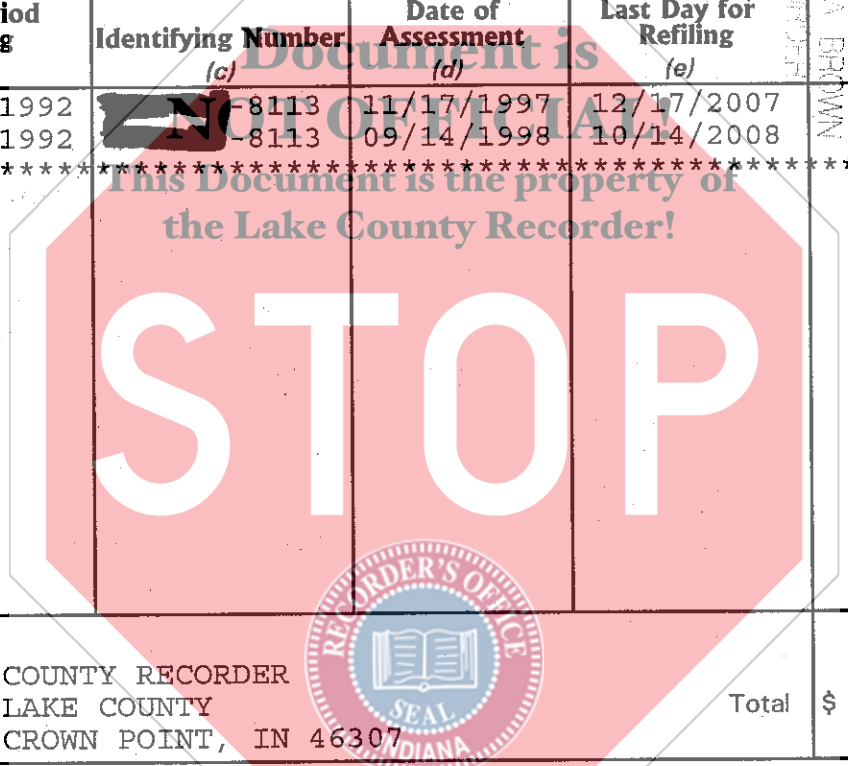 iod
g
Identifying Number
(c)
Date of
Assessment
(d)
Last Day for
Refiling
(e)
BROWN
Document is
NOT OFFICIAL!
This Document is the property of
the Lake County Recorder!
1992 -8113 11/17/1997 12/17/2007
1992 -8113 09/14/1998 10/14/2008
*********************************************
STOP
RECORDER'S OFFICE
SEAL
INDIANA
COUNTY RECORDER
LAKE COUNTY
CROWN POINT, IN 46307
Total $